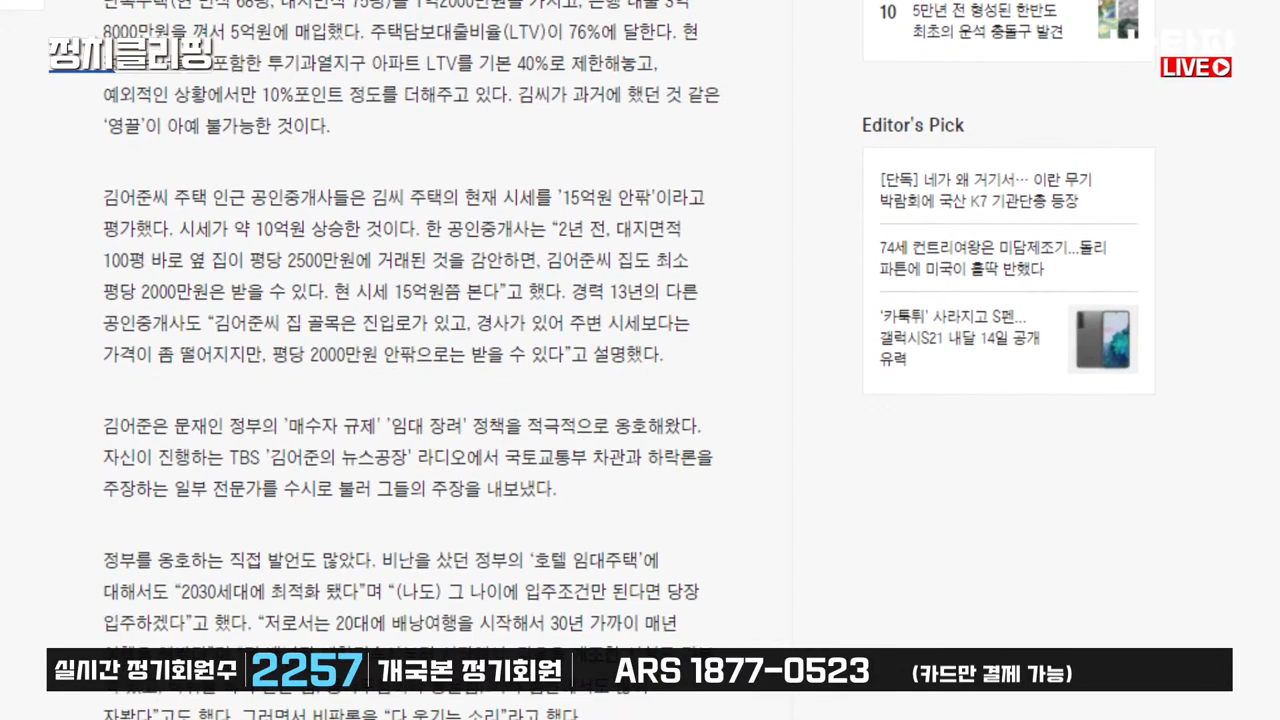 8000만원을 껴서 5억원에 매입했다. 주택담보대출비율(LTV)이 76%에 달한다. 현
포함한 투기과열지구 아파트 LTV를 기본 40%로 제한해놓고,
예외적인 상황에서만 10%포인트 정도를 더해주고 있다. 김씨가 과거에 했던 것 같은
‘영끌’이 아예 불가능한 것이다.
김어준씨 주택 인근 공인중개사들은 김씨 주택의 현재 시세를 '15억원 안팎'이라고
평가했다. 시세가 약 10억원 상승한 것이다. 한 공인중개사는 “2년 전, 대지면적
100평 바로 옆 집이 평당 2500만원에 거래된 것을 감안하면, 김어준씨 집도 최소
평당 2000만원은 받을 수 있다. 현 시세 15억원쯤 본다”고 했다. 경력 13년의 다른
공인중개사도 “김어준씨 집 골목은 진입로가 있고, 경사가 있어 주변 시세보다는
가격이 좀 떨어지지만, 평당 2000만원 안팎으로는 받을 수 있다”고 설명했다.
김어준은 문재인 정부의 '매수자 규제' '임대 장려' 정책을 적극적으로 옹호해왔다.
자신이 진행하는 TBS '김어준의 뉴스공장' 라디오에서 국토교통부 차관과 하락론을
주장하는 일부 전문가를 수시로 불러 그들의 주장을 내보냈다.
정부를 옹호하는 직접 발언도 많았다. 비난을 샀던 정부의 ‘호텔 임대주택’에
대해서도 “2030세대에 최적화 됐다”며 “(나도) 그 나이에 입주조건만 된다면 당장
입주하겠다”고 했다. “저로서는 20대에 배낭여행을 시작해서 30년 가까이 매년
자봤다”고도 했다. 그러면서 비판론을 “다 웃기는 소리”라고 했다.
정치클리핑
10 5만년 전 형성된 한반도
최초의 운석 충돌구 발견
LIVE
Editor's Pick
[단독] 네가 왜 거기서… 이란 무기
박람회에 국산 K7 기관단총 등장
74세 컨트리여왕은 미담제조기...돌리
파튼에 미국이 홀딱 반했다
‘카툭튀’ 사라지고 S펜...
갤럭시S21 내달 14일 공개
유력
실시간 정기회원수 2257 개국본 정기회원 ARS 1877-0523 (카드만 결제 가능)